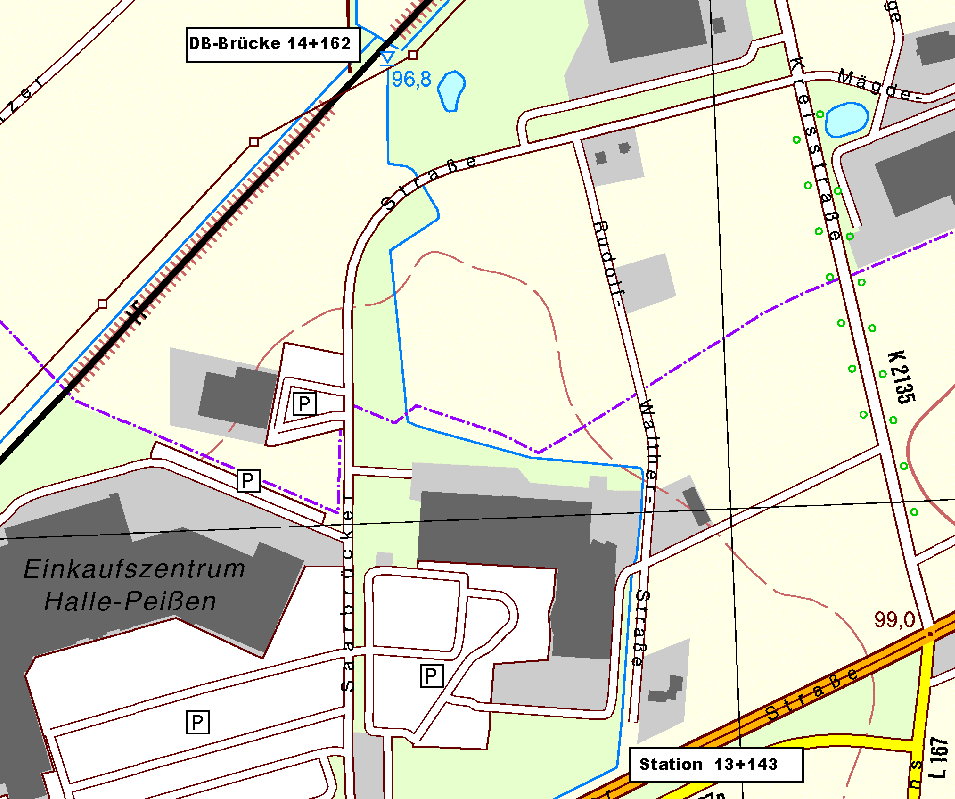 DB-Brücke 14+162
96,8
Mägde-
Kreisstraße
Straße
Rudolf-
K 2135
P
P
Walther-
Einkaufszentrum
Halle-Peißen
Saarbrücker
Straße
99,0
P
P
Straße
Station 13+143
L 167